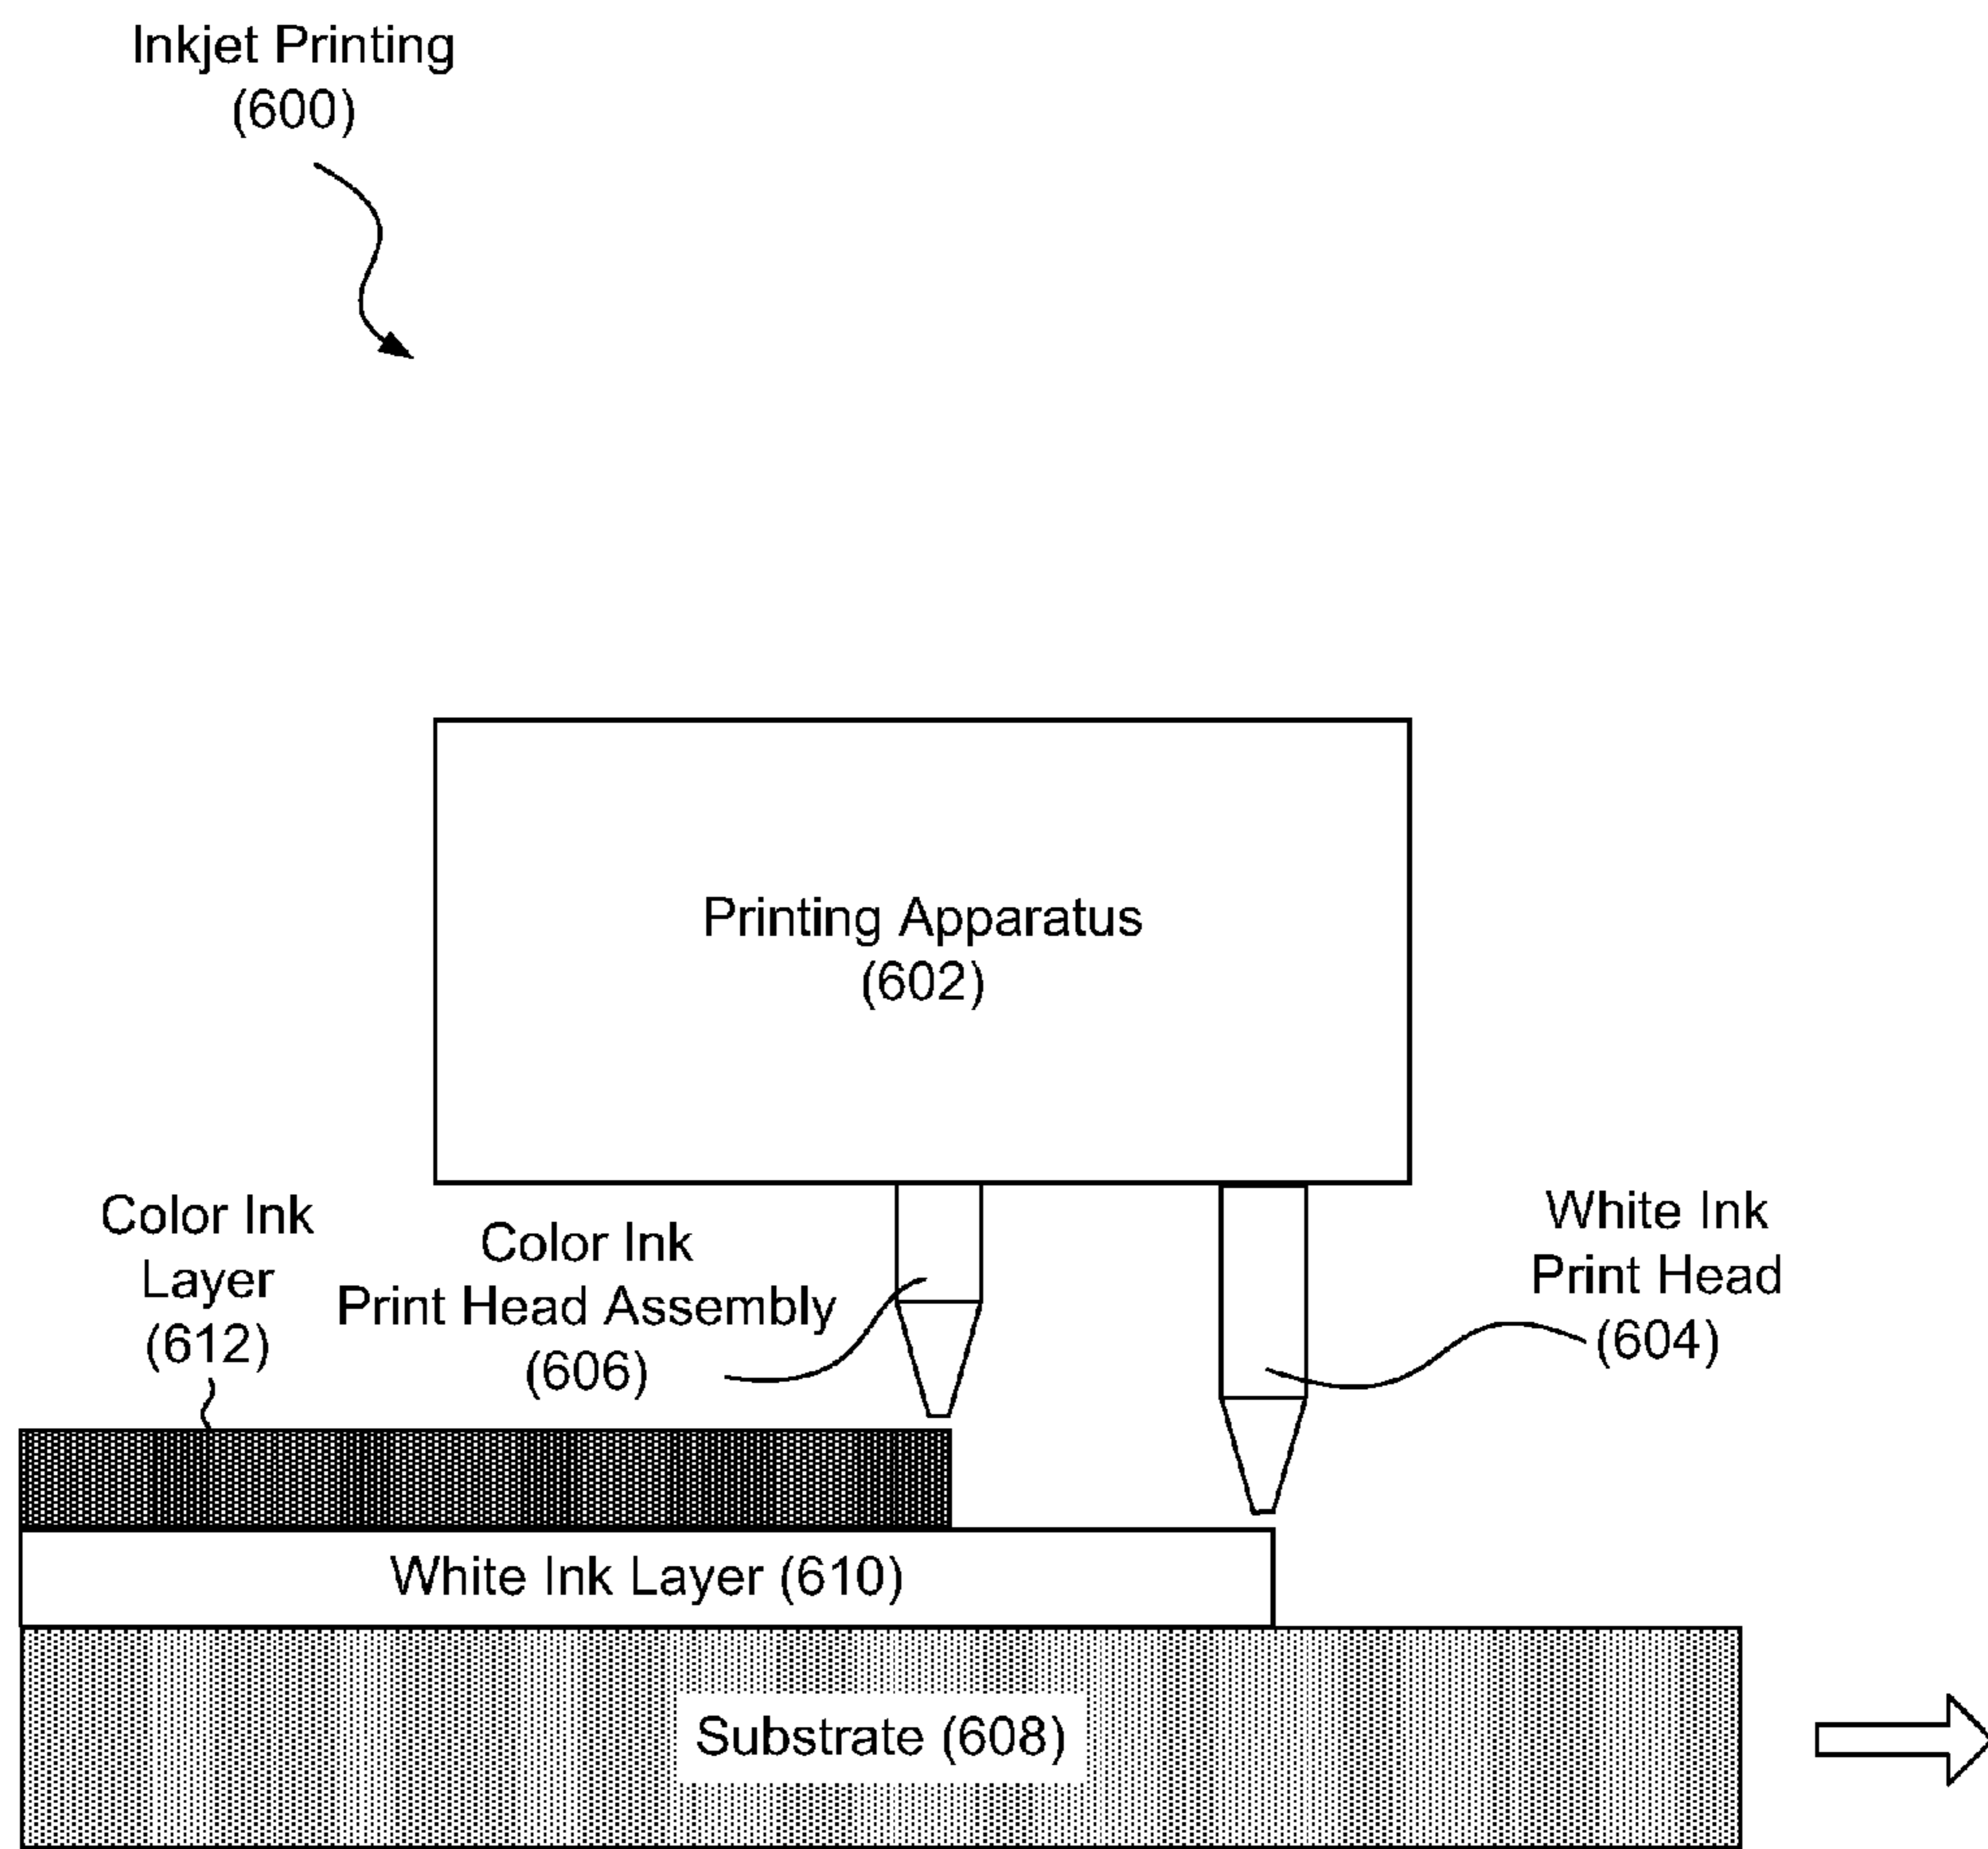 Inkjet Printing
(600)
Printing Apparatus
(602)
Color Ink
Layer
(612)
Color Ink
Print Head Assembly
(606)
White Ink
Print Head
(604)
White Ink Layer (610)
Substrate (608)